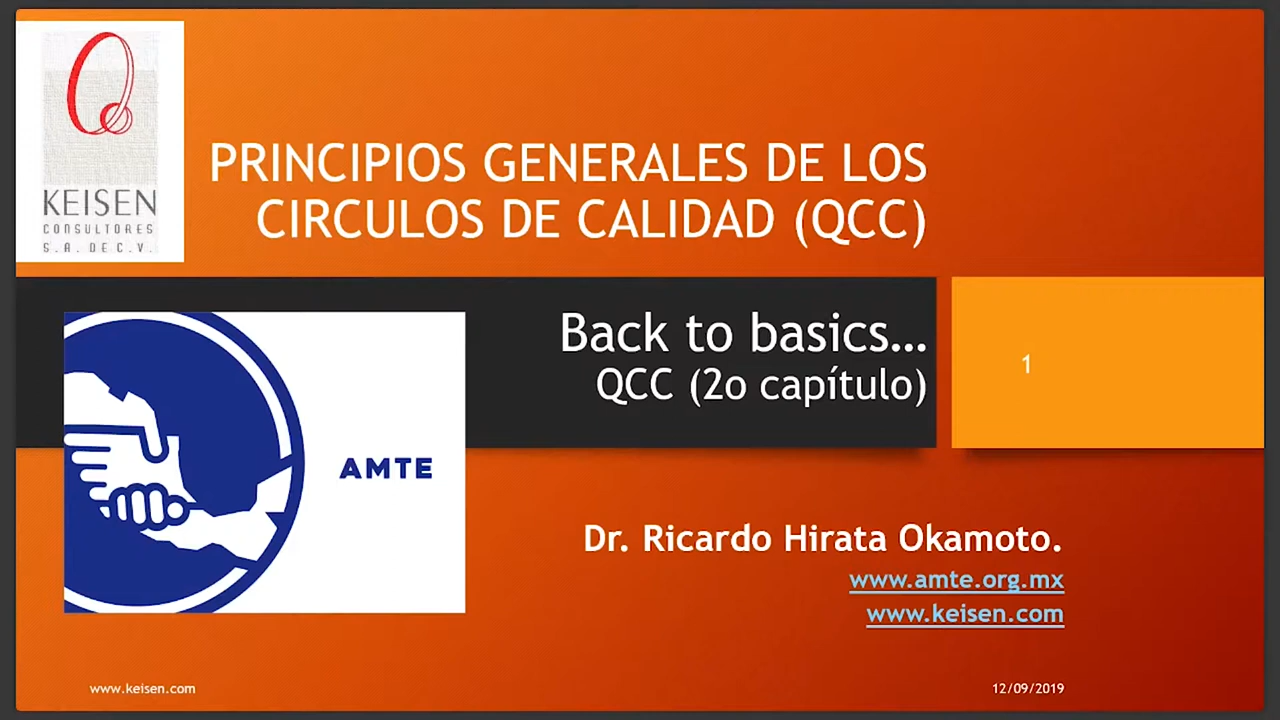 KEISEN
CONSULTORES
S.A. DE C.V.
PRINCIPIOS GENERALES DE LOS
CIRCULOS DE CALIDAD (QCC)
Back to basics…
QCC (2o capítulo)
1
AMTE
Dr. Ricardo Hirata Okamoto.
www.amte.org.mx
www.keisen.com
www.keisen.com
12/09/2019